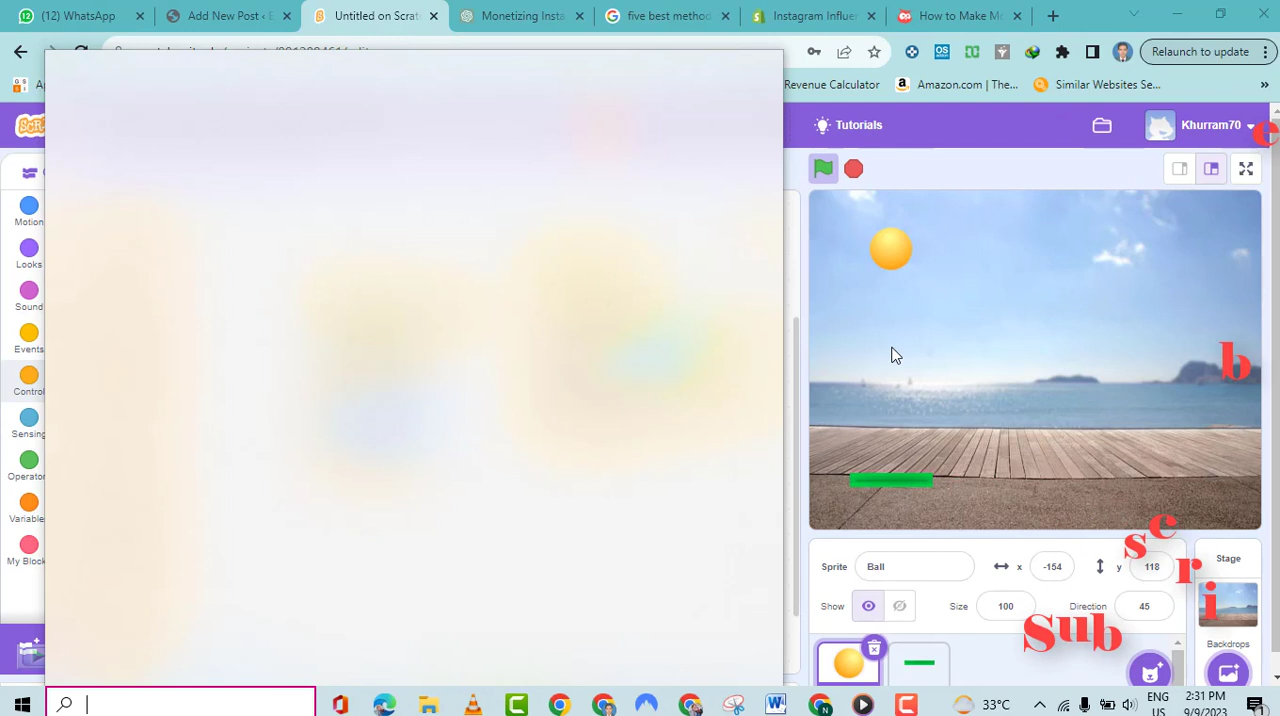 (12) WhatsApp
Add New Post ‹ E
Untitled on Scrat
Monetizing Insta
five best method
Instagram Influer
How to Make Mo
Relaunch to update
Revenue Calculator
Amazon.com | The...
Similar Websites Se...
»
Tutorials
Khurram70
Motion
Looks
Sound
Events
Control
Sensing
Operator
Variable
My Block
Sprite
Ball
x
-154
y
118
Show
Size
100
Direction
45
Stage
Backdrops
Sub
s
c
r
i
b
e
33°C
ENG
US
2:31 PM
9/9/2023
1